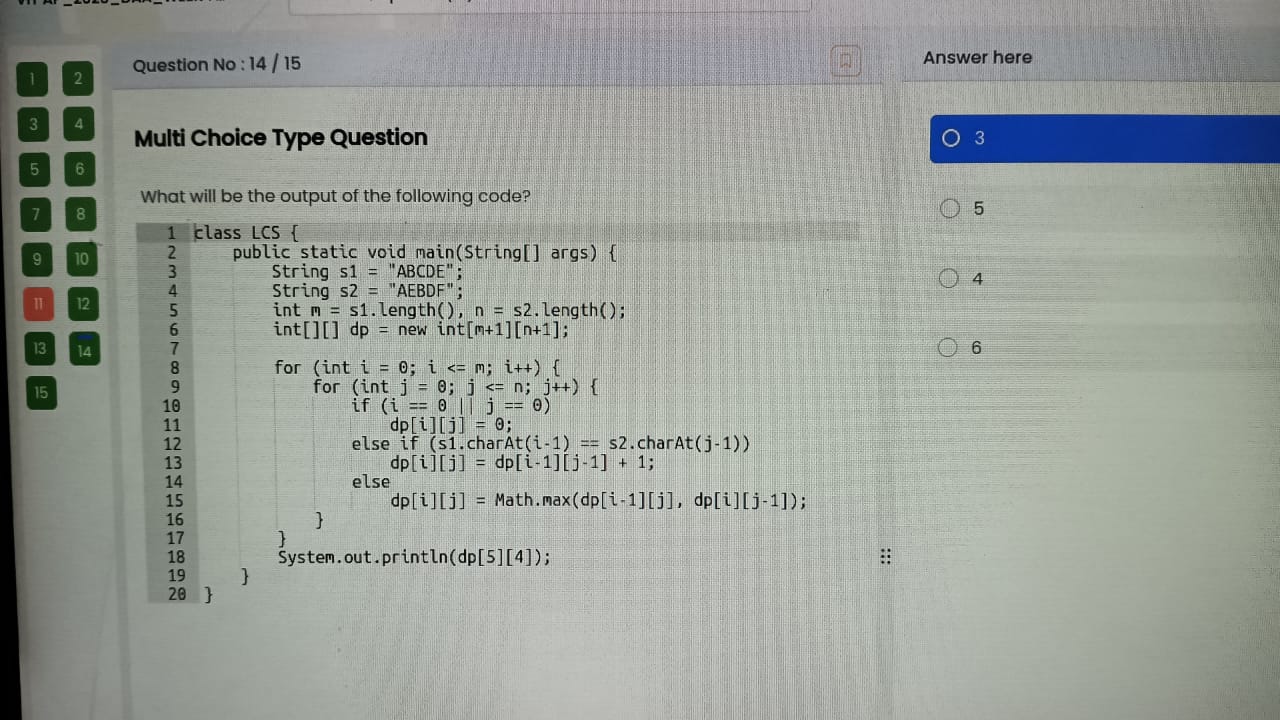 Question No : 14 / 15
Answer here
1 2
3 4
5 6
7 8
9 10
11 12
13 14
15
Multi Choice Type Question
What will be the output of the following code?
1 class LCS {
2 public static void main(String[] args) {
3 String s1 = "ABCDE";
4 String s2 = "AEBDF";
5 int m = s1.length(), n = s2.length();
6 int[][] dp = new int[m+1][n+1];
7
8 for (int i = 0; i <= m; i++) {
9 for (int j = 0; j <= n; j++) {
10 if (i == 0 || j == 0)
11 dp[i][j] = 0;
12 else if (s1.charAt(i-1) == s2.charAt(j-1))
13 dp[i][j] = dp[i-1][j-1] + 1;
14 else
15 dp[i][j] = Math.max(dp[i-1][j], dp[i][j-1]);
16 }
17 }
18 System.out.println(dp[5][4]);
19 }
20 }
3
5
4
6